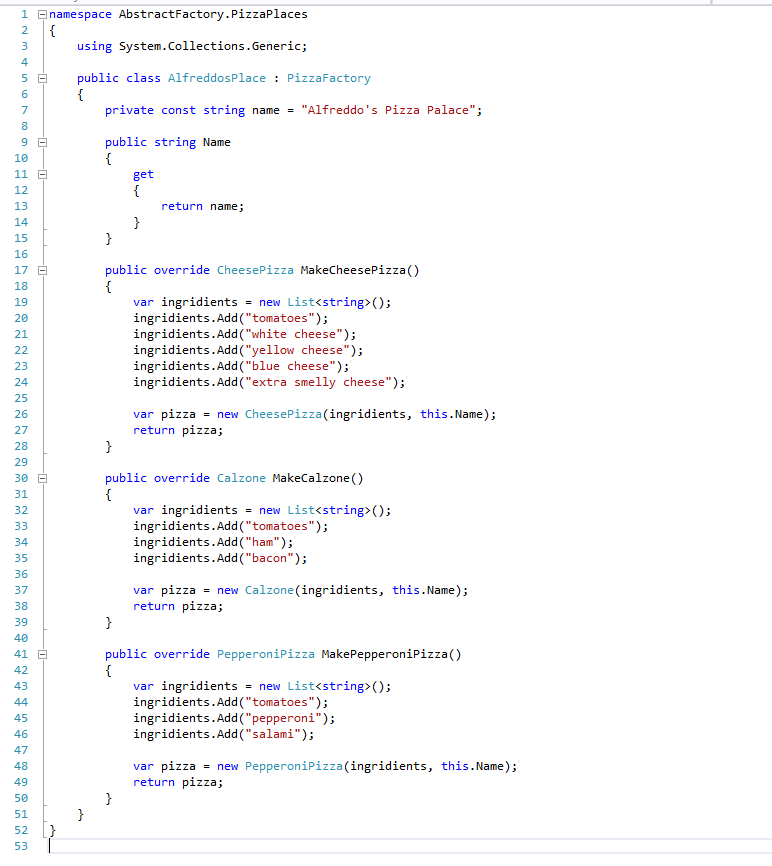 1 namespace AbstractFactory.PizzaPlaces
2 {
3     using System.Collections.Generic;
4
5     public class AlfreddosPlace : PizzaFactory
6     {
7         private const string name = "Alfreddo's Pizza Palace";
8
9         public string Name
10         {
11             get
12             {
13                 return name;
14             }
15         }
16
17         public override CheesePizza MakeCheesePizza()
18         {
19             var ingridients = new List<string>();
20             ingridients.Add("tomatoes");
21             ingridients.Add("white cheese");
22             ingridients.Add("yellow cheese");
23             ingridients.Add("blue cheese");
24             ingridients.Add("extra smelly cheese");
25
26             var pizza = new CheesePizza(ingridients, this.Name);
27             return pizza;
28         }
29
30         public override Calzone MakeCalzone()
31         {
32             var ingridients = new List<string>();
33             ingridients.Add("tomatoes");
34             ingridients.Add("ham");
35             ingridients.Add("bacon");
36
37             var pizza = new Calzone(ingridients, this.Name);
38             return pizza;
39         }
40
41         public override PepperoniPizza MakePepperoniPizza()
42         {
43             var ingridients = new List<string>();
44             ingridients.Add("tomatoes");
45             ingridients.Add("pepperoni");
46             ingridients.Add("salami");
47
48             var pizza = new PepperoniPizza(ingridients, this.Name);
49             return pizza;
50         }
51     }
52 }
53